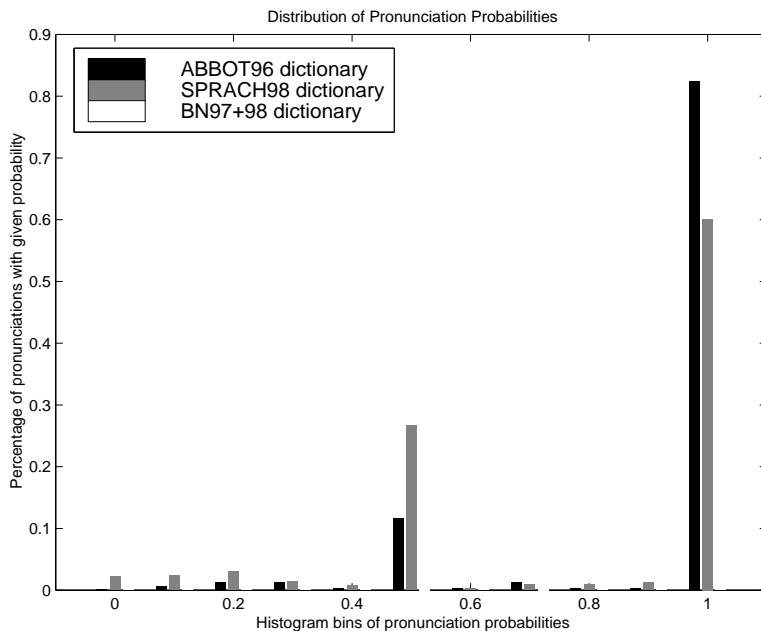 Distribution of Pronunciation Probabilities
0.9
0.8
0.7
0.6
0.5
0.4
0.3
0.2
0.1
0
Percentage of pronunciations with given probability
ABBOT96 dictionary
SPRACH98 dictionary
BN97+98 dictionary
0 0.2 0.4 0.6 0.8 1
Histogram bins of pronunciation probabilities